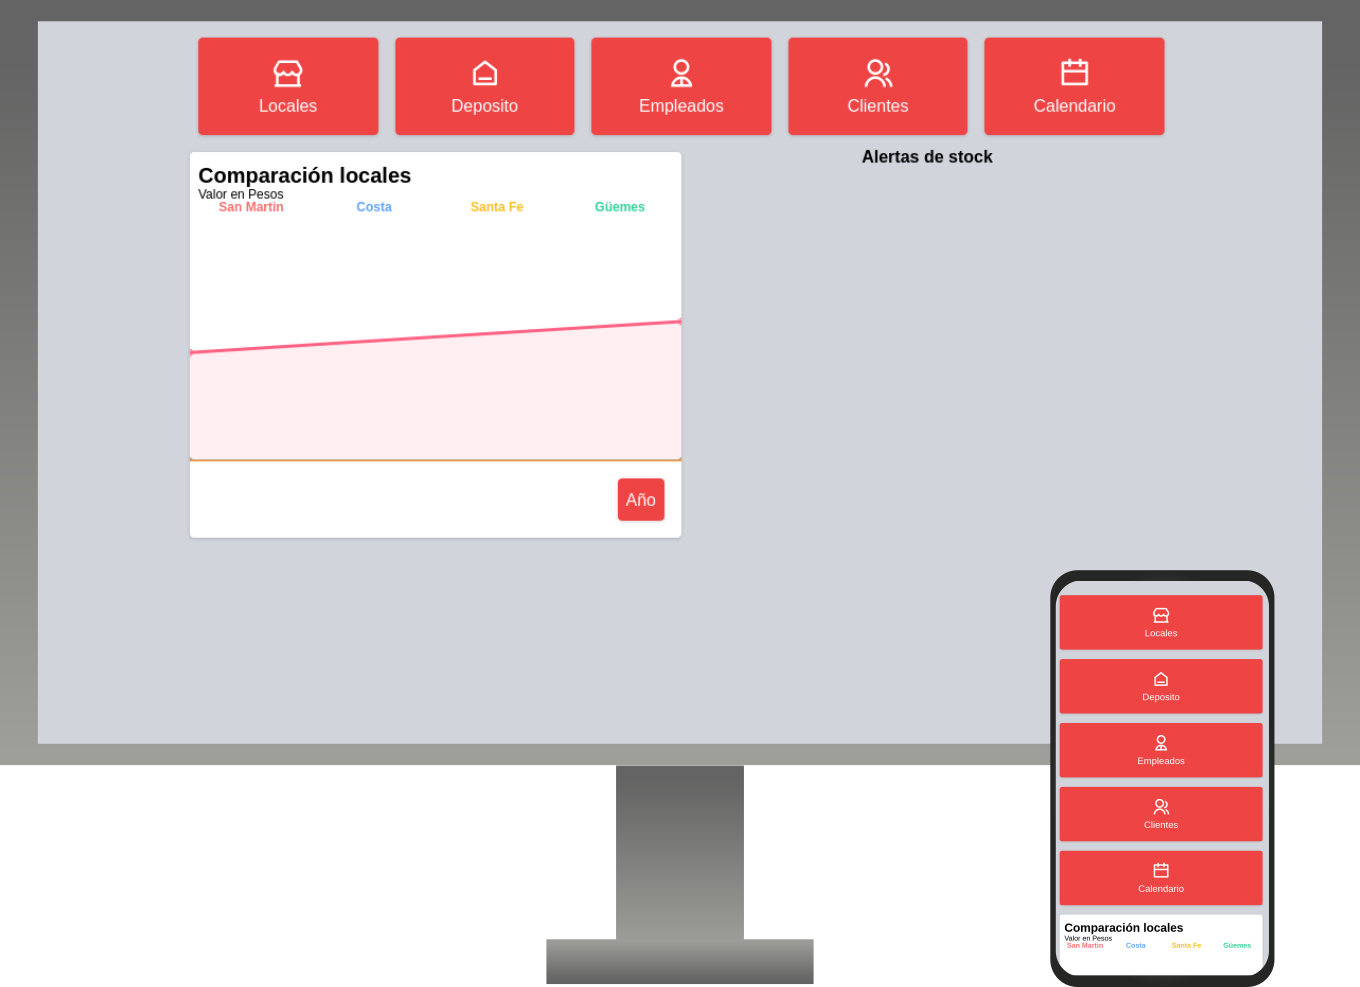 Locales
Deposito
Empleados
Clientes
Calendario
Comparación locales
Valor en Pesos
San Martin
Costa
Santa Fe
Güemes
Año
Alertas de stock
Locales
Deposito
Empleados
Clientes
Calendario
Comparación locales
Valor en Pesos
San Martin
Costa
Santa Fe
Güemes